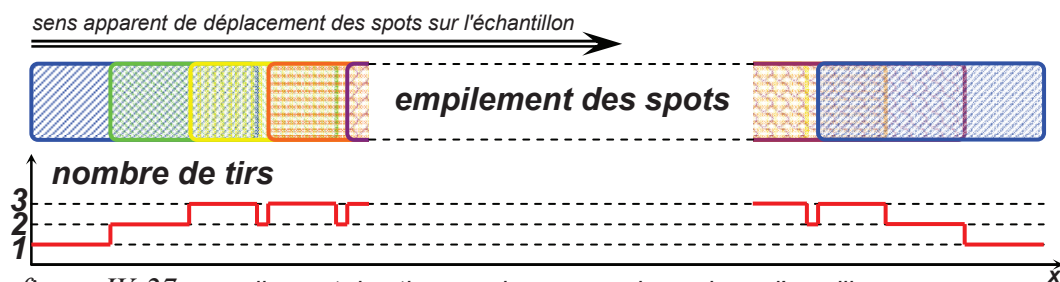 sens apparent de déplacement des spots sur l'échantillon
empilement des spots
nombre de tirs
3
2
1
x